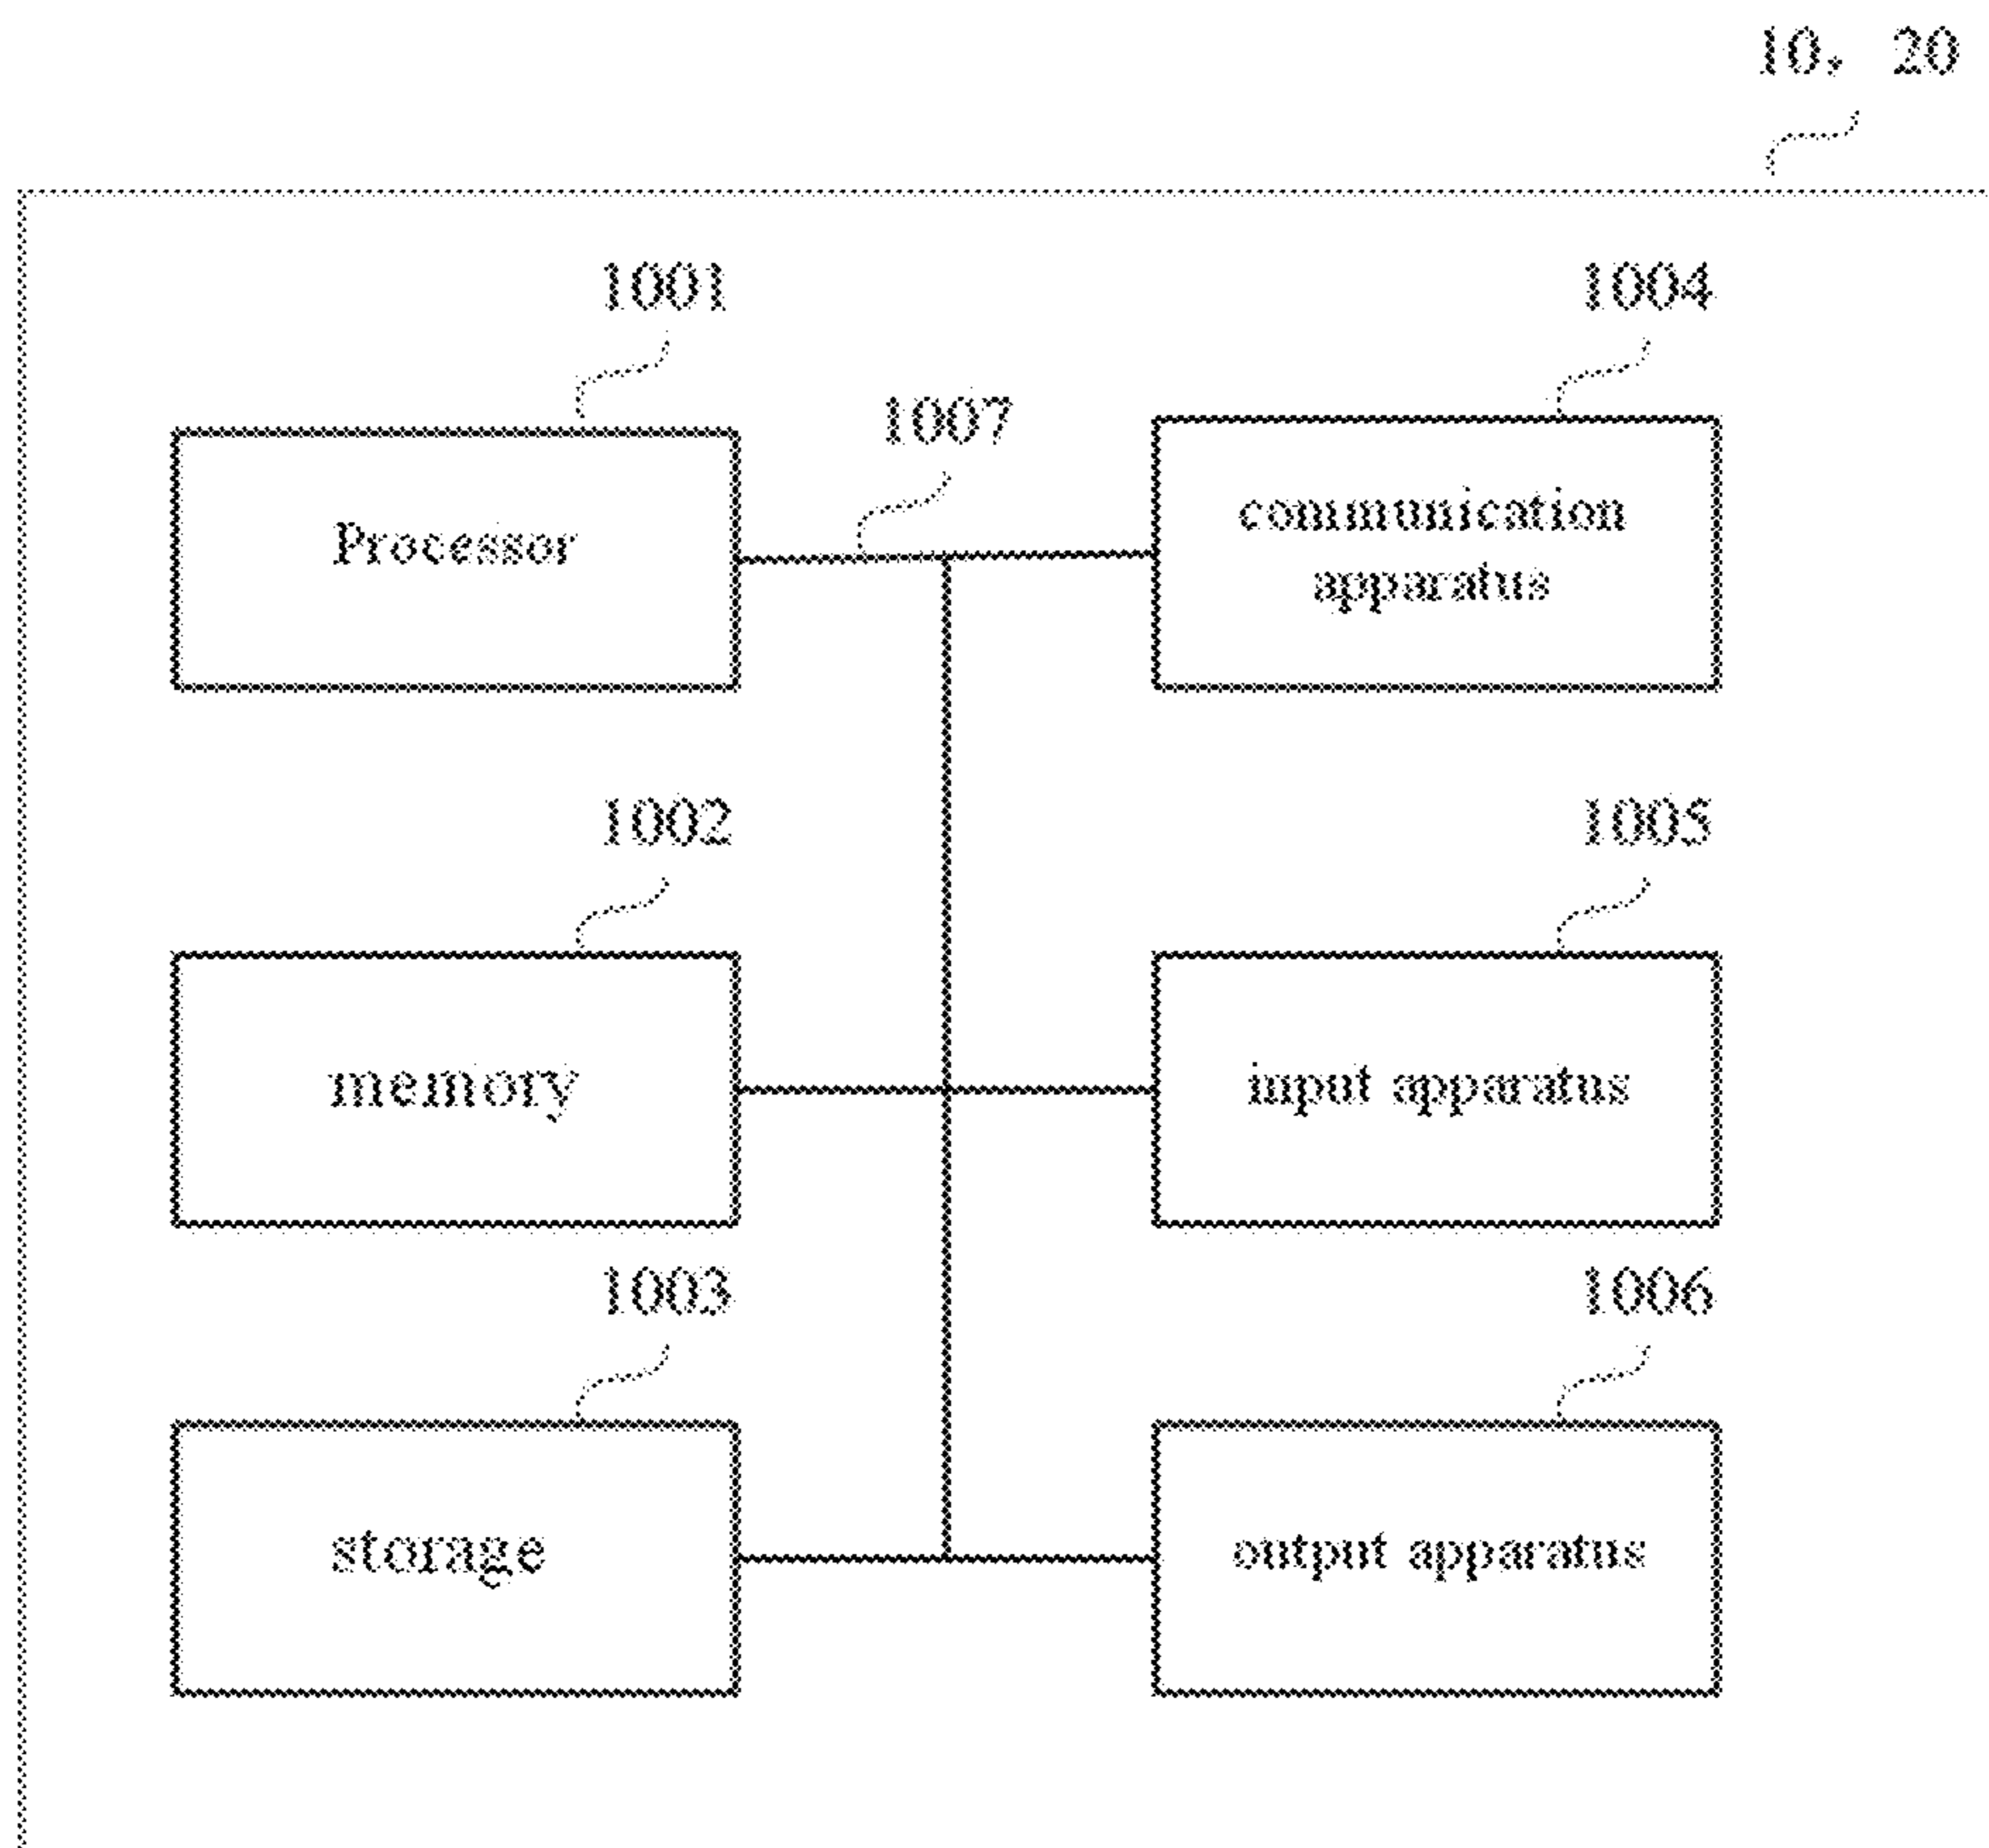 10, 20
1001
1004
1007
Processor
communication
apparatus
1002
1005
memory
input apparatus
1003
1006
storage
output apparatus